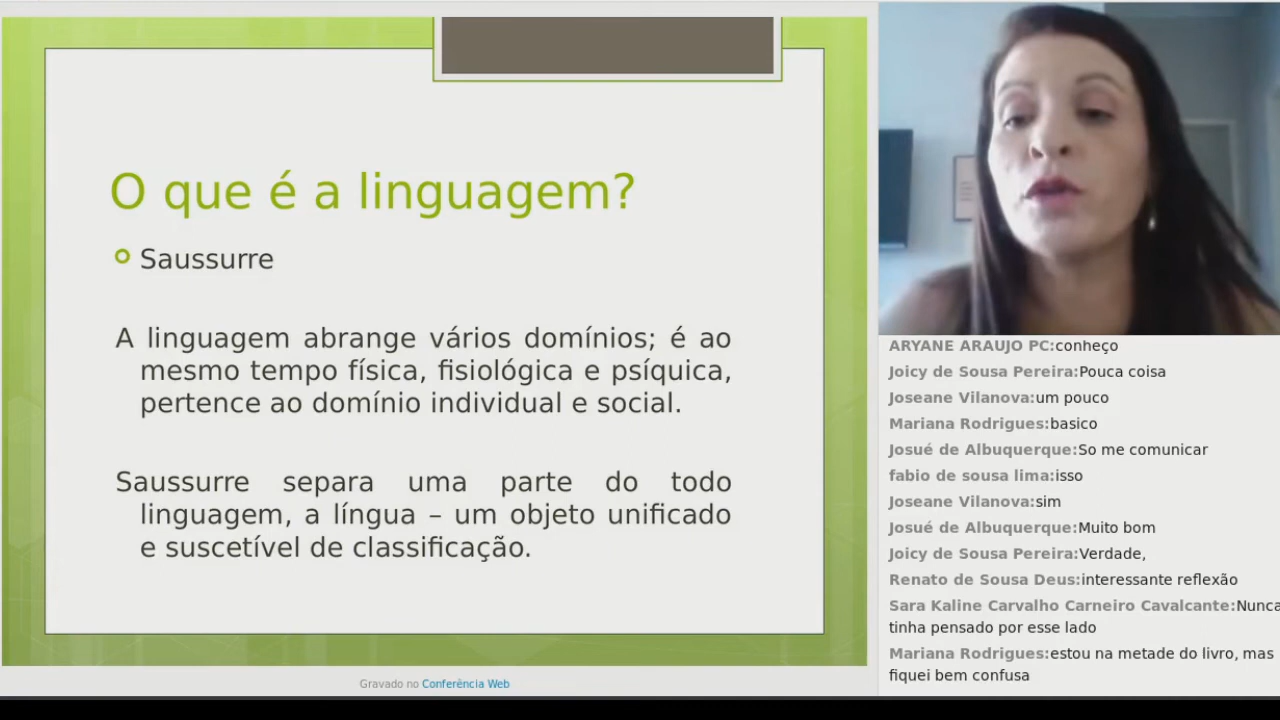 O que é a linguagem?
Saussurre
A linguagem abrange vários domínios; é ao
mesmo tempo física, fisiológica e psíquica,
pertence ao domínio individual e social.
Saussurre separa uma parte do todo
linguagem, a língua – um objeto unificado
e suscetível de classificação.
Gravado no Conferência Web
ARYANE ARAUJO PC:conheço
Joicy de Sousa Pereira:Pouca coisa
Joseane Vilanova:um pouco
Mariana Rodrigues:basico
Josué de Albuquerque:So me comunicar
fabio de sousa lima:isso
Joseane Vilanova:sim
Josué de Albuquerque:Muito bom
Joicy de Sousa Pereira:Verdade,
Renato de Sousa Deus:interessante reflexão
Sara Kaline Carvalho Carneiro Cavalcante:Nunca
tinha pensado por esse lado
Mariana Rodrigues:estou na metade do livro, mas
fiquei bem confusa